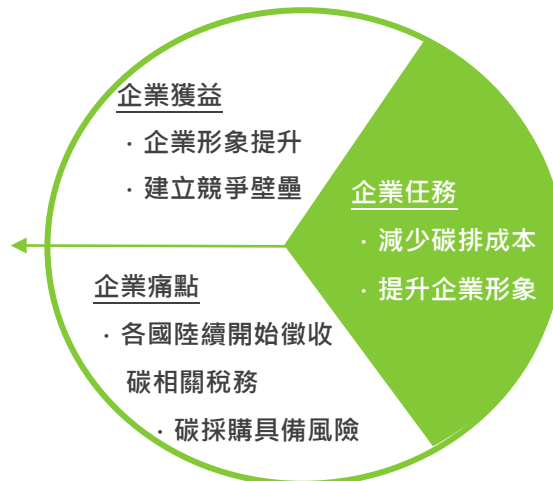 企業獲益
· 企業形象提升
· 建立競爭壁壘
企業任務
· 減少碳排成本
· 提升企業形象
企業痛點
· 各國陸續開始徵收
碳相關稅務
· 碳採購具備風險